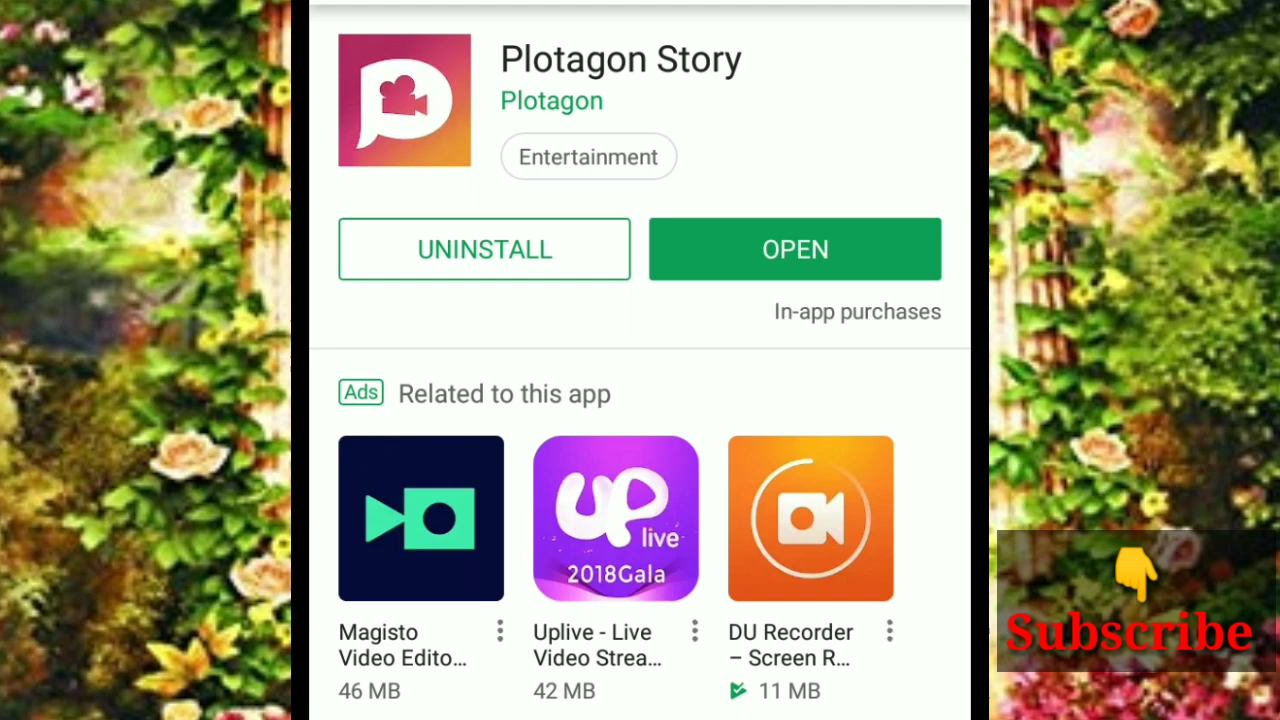 Plotagon Story
Plotagon
Entertainment
UNINSTALL
OPEN
In-app purchases
Ads Related to this app
up
live
2018Gala
Magisto
Video Edito...
46 MB
Uplive - Live
Video Strea...
42 MB
DU Recorder
– Screen R...
11 MB
Subscribe